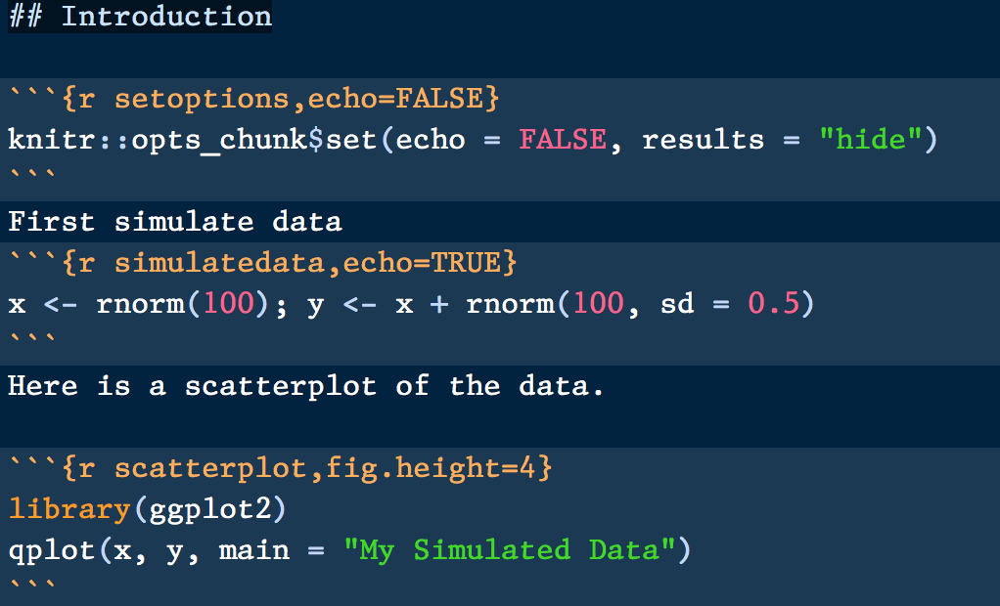 ## Introduction
```{r setoptions,echo=FALSE}
knitr::opts_chunk$set(echo = FALSE, results = "hide")
```
First simulate data
```{r simulatedata,echo=TRUE}
x <- rnorm(100); y <- x + rnorm(100, sd = 0.5)
```
Here is a scatterplot of the data.
```{r scatterplot,fig.height=4}
library(ggplot2)
qplot(x, y, main = "My Simulated Data")
```